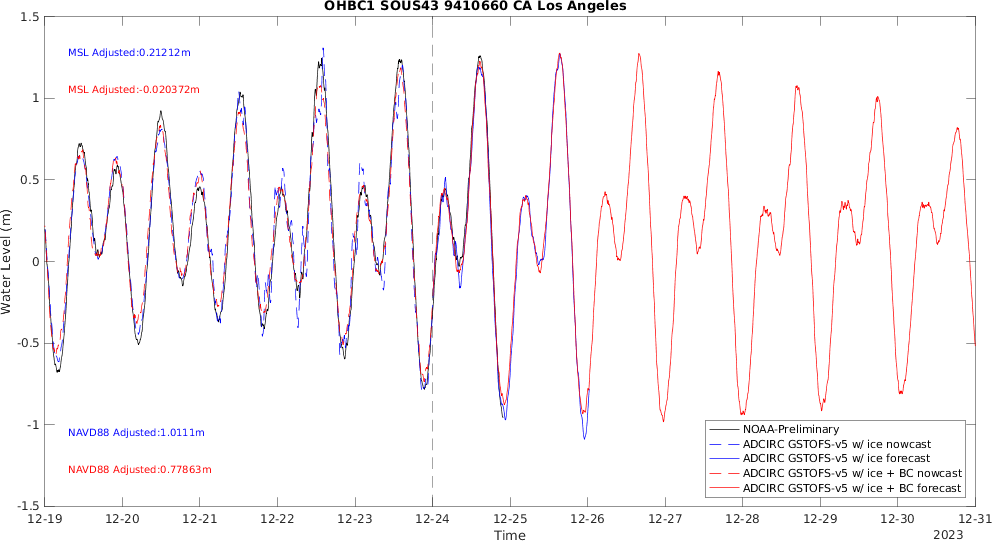 OHBC1 SOUS43 9410660 CA Los Angeles
1.5
1
0.5
0
-0.5
-1
-1.5
Water Level (m)
MSL Adjusted:0.21212m
MSL Adjusted:-0.020372m
NAVD88 Adjusted:1.0111m
NAVD88 Adjusted:0.77863m
NOAA-Preliminary
ADCIRC GSTOFS-v5 w/ ice nowcast
ADCIRC GSTOFS-v5 w/ ice forecast
ADCIRC GSTOFS-v5 w/ ice + BC nowcast
ADCIRC GSTOFS-v5 w/ ice + BC forecast
12-19 12-20 12-21 12-22 12-23 12-24 12-25 12-26 12-27 12-28 12-29 12-30 12-31
Time
2023